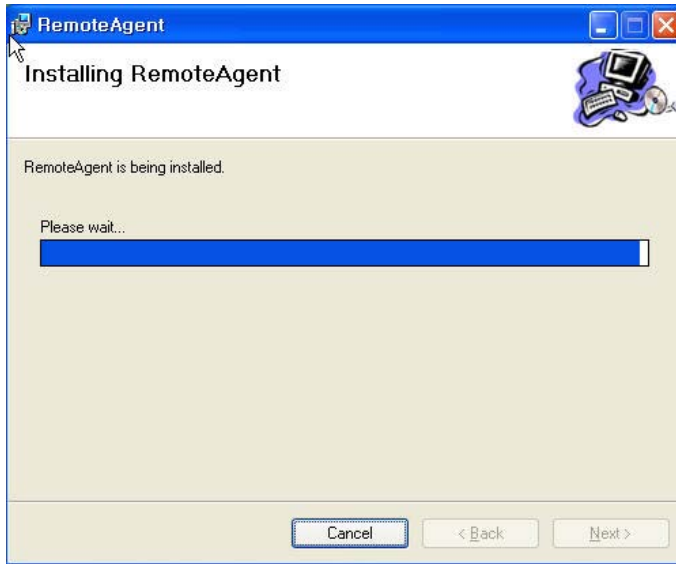 RemoteAgent
Installing RemoteAgent
RemoteAgent is being installed.
Please wait...
Cancel
< Back
Next >